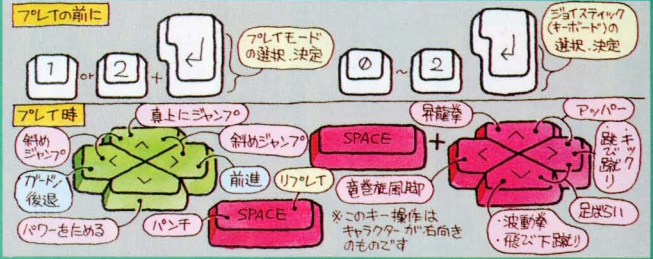 プレイの前に
1 or 2 + ↵
プレイモード
の選択、決定
0 ~ 2 ↵
ジョイスティック
(キーボード)の
選択、決定
プレイ時
真上にジャンプ
斜め
ジャンプ
斜めジャンプ
ガード・
後退
前進
パワーをためる
リプレイ
パンチ
SPACE
SPACE
+
昇龍拳
アッパー
・キック
・跳び蹴り
竜巻旋風脚
足ばらい
・波動拳
・飛び下蹴り
※このキー操作は
キャラクターが右向き
のものです